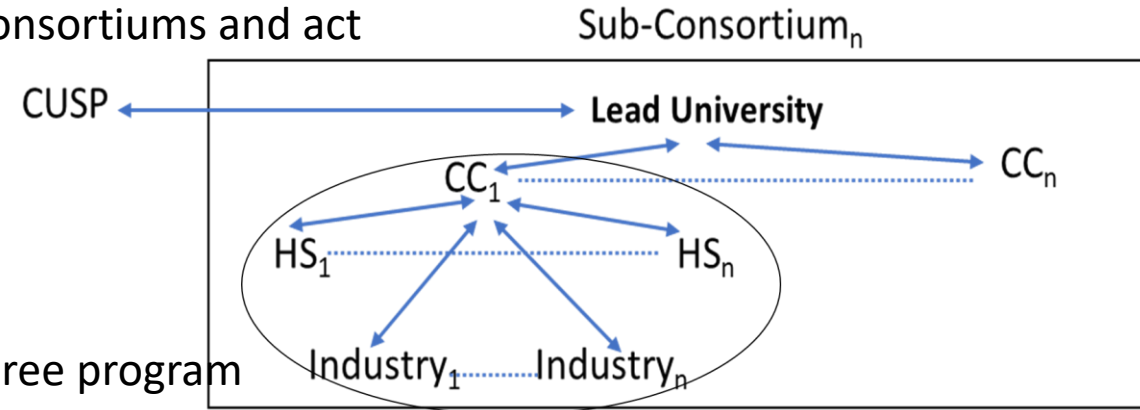 onsortiums and act
Sub-Consortiumₙ
CUSP
Lead University
CC₁
CCₙ
HS₁
HSₙ
ree program
Industry₁
Industryₙ